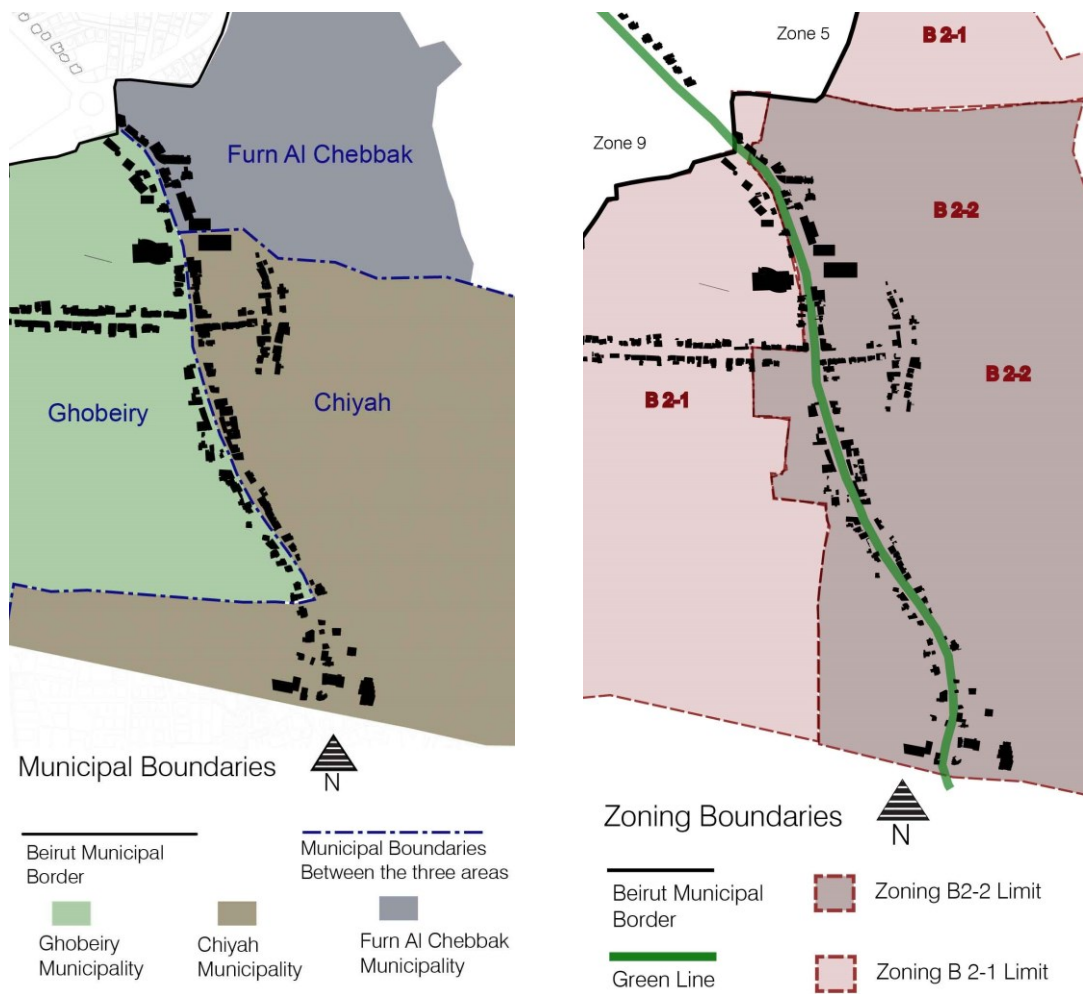 Furn Al Chebbak
Ghobeiry
Chiyah
Municipal Boundaries
N
Beirut Municipal
Border
Municipal Boundaries
Between the three areas
Ghobeiry
Municipality
Chiyah
Municipality
Furn Al Chebbak
Municipality
Zone 5
B 2-1
Zone 9
B 2-2
B 2-1
B 2-2
Zoning Boundaries
N
Beirut Municipal
Border
Zoning B2-2 Limit
Green Line
Zoning B 2-1 Limit